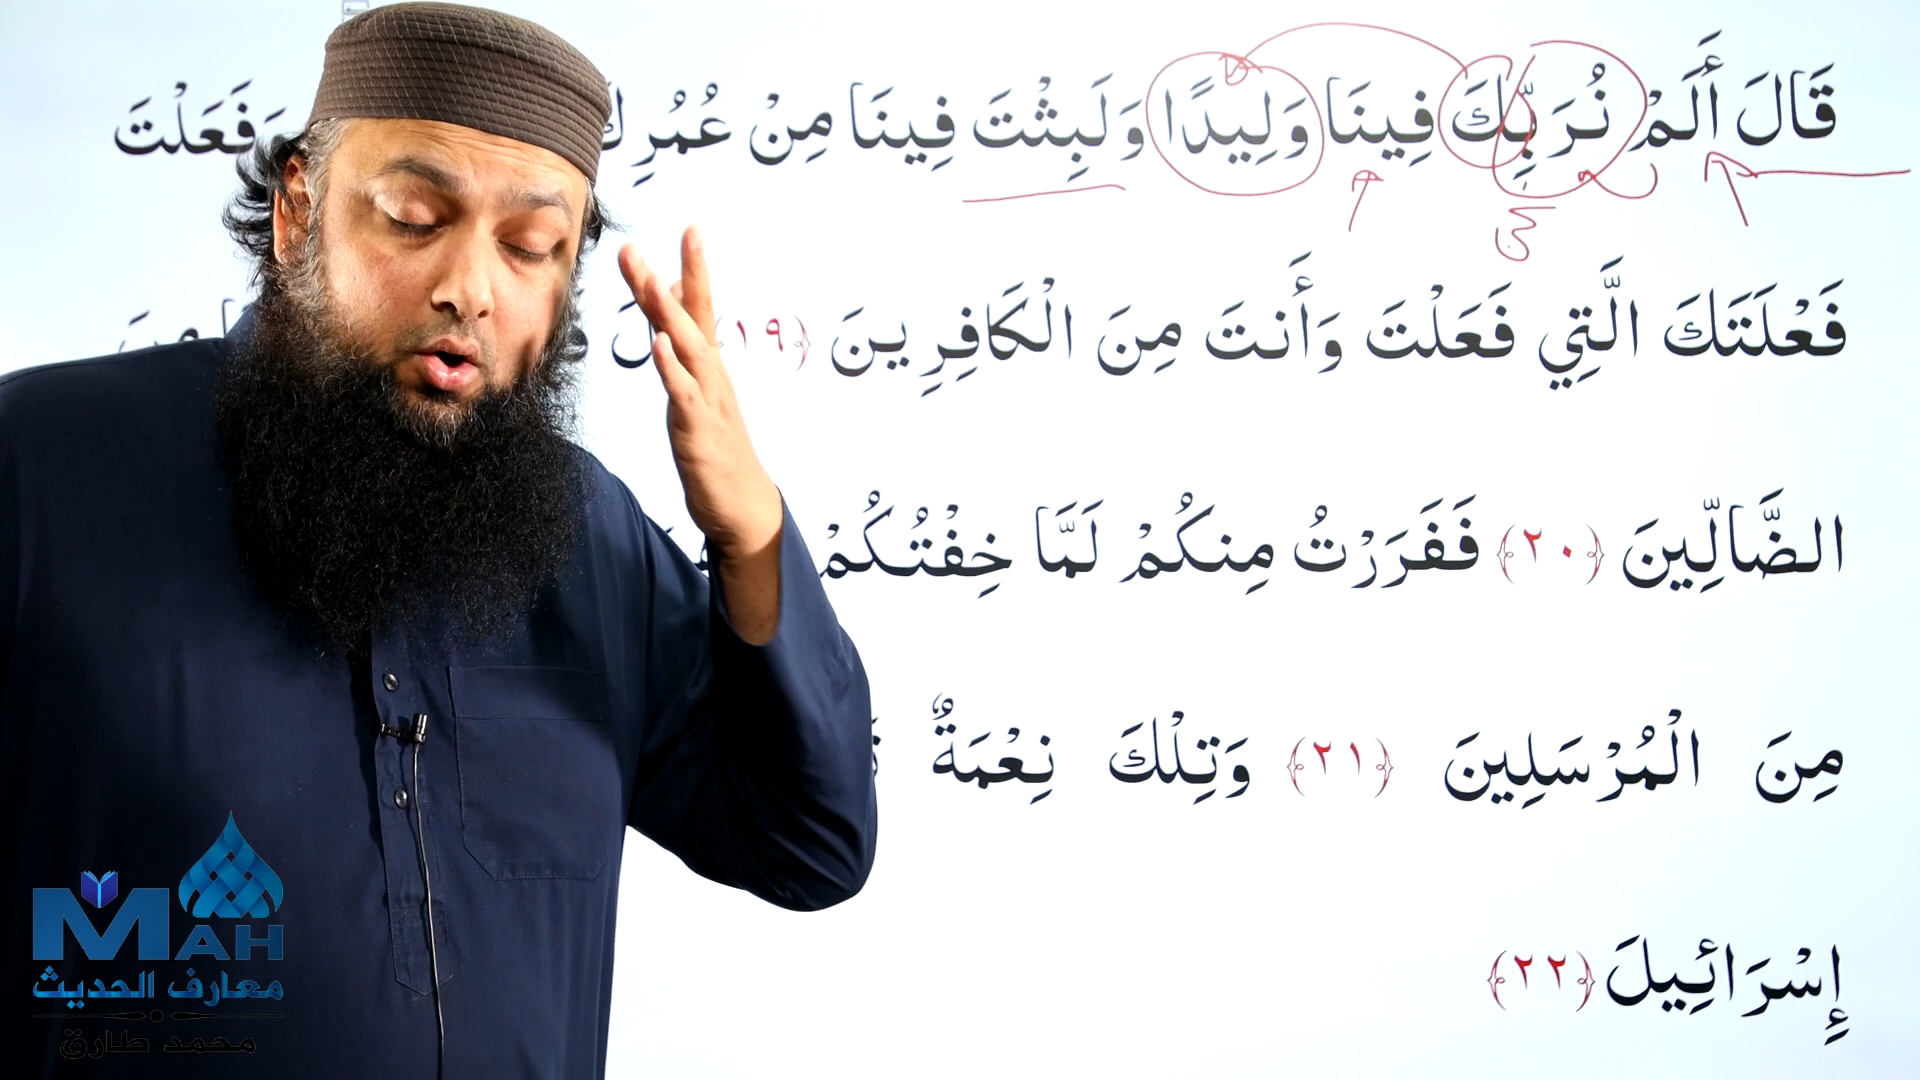 قَالَ أَلَمْ نُرَبِّكَ فِينَا وَلِيدًا وَلَبِثْتَ فِينَا مِنْ عُمُرِكَ وَفَعَلْتَ
فَعْلَتَكَ الَّتِي فَعَلْتَ وَأَنتَ مِنَ الْكَافِرِينَ ﴿١٩﴾
الضَّالِّينَ ﴿٢٠﴾ فَفَرَرْتُ مِنكُمْ لَمَّا خِفْتُكُمْ
مِنَ الْمُرْسَلِينَ ﴿٢١﴾ وَتِلْكَ نِعْمَةٌ
إِسْرَائِيلَ ﴿٢٢﴾
MAH
معارف الحديث
محمد طارق